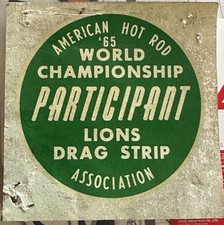 AMERICAN HOT ROD
'65
WORLD
CHAMPIONSHIP
PARTICIPANT
LIONS
DRAG STRIP
ASSOCIATION